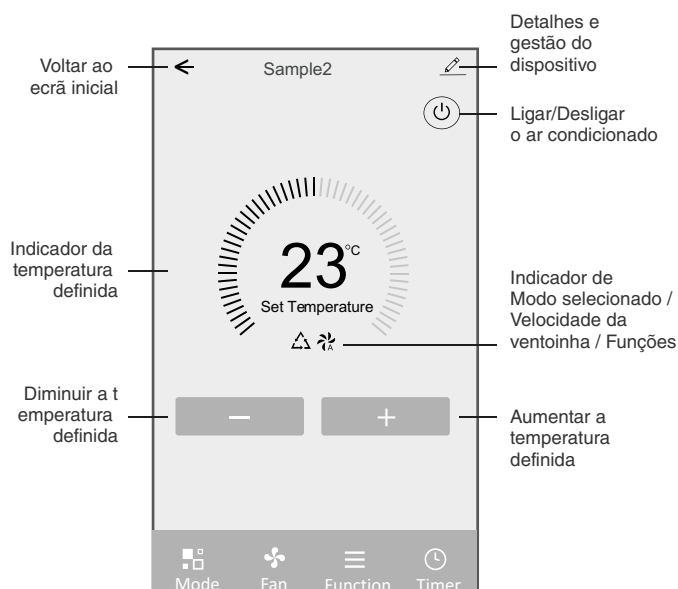 Detalhes e
gestão do
dispositivo
Voltar ao
ecrã inicial
Sample2
Ligar/Desligar
o ar condicionado
Indicador da
temperatura
definida
23°C
Set Temperature
A
Indicador de
Modo selecionado /
Velocidade da
ventoinha / Funções
Diminuir a t
emperatura
definida
Aumentar a
temperatura
definida
Mode Fan Function Timer